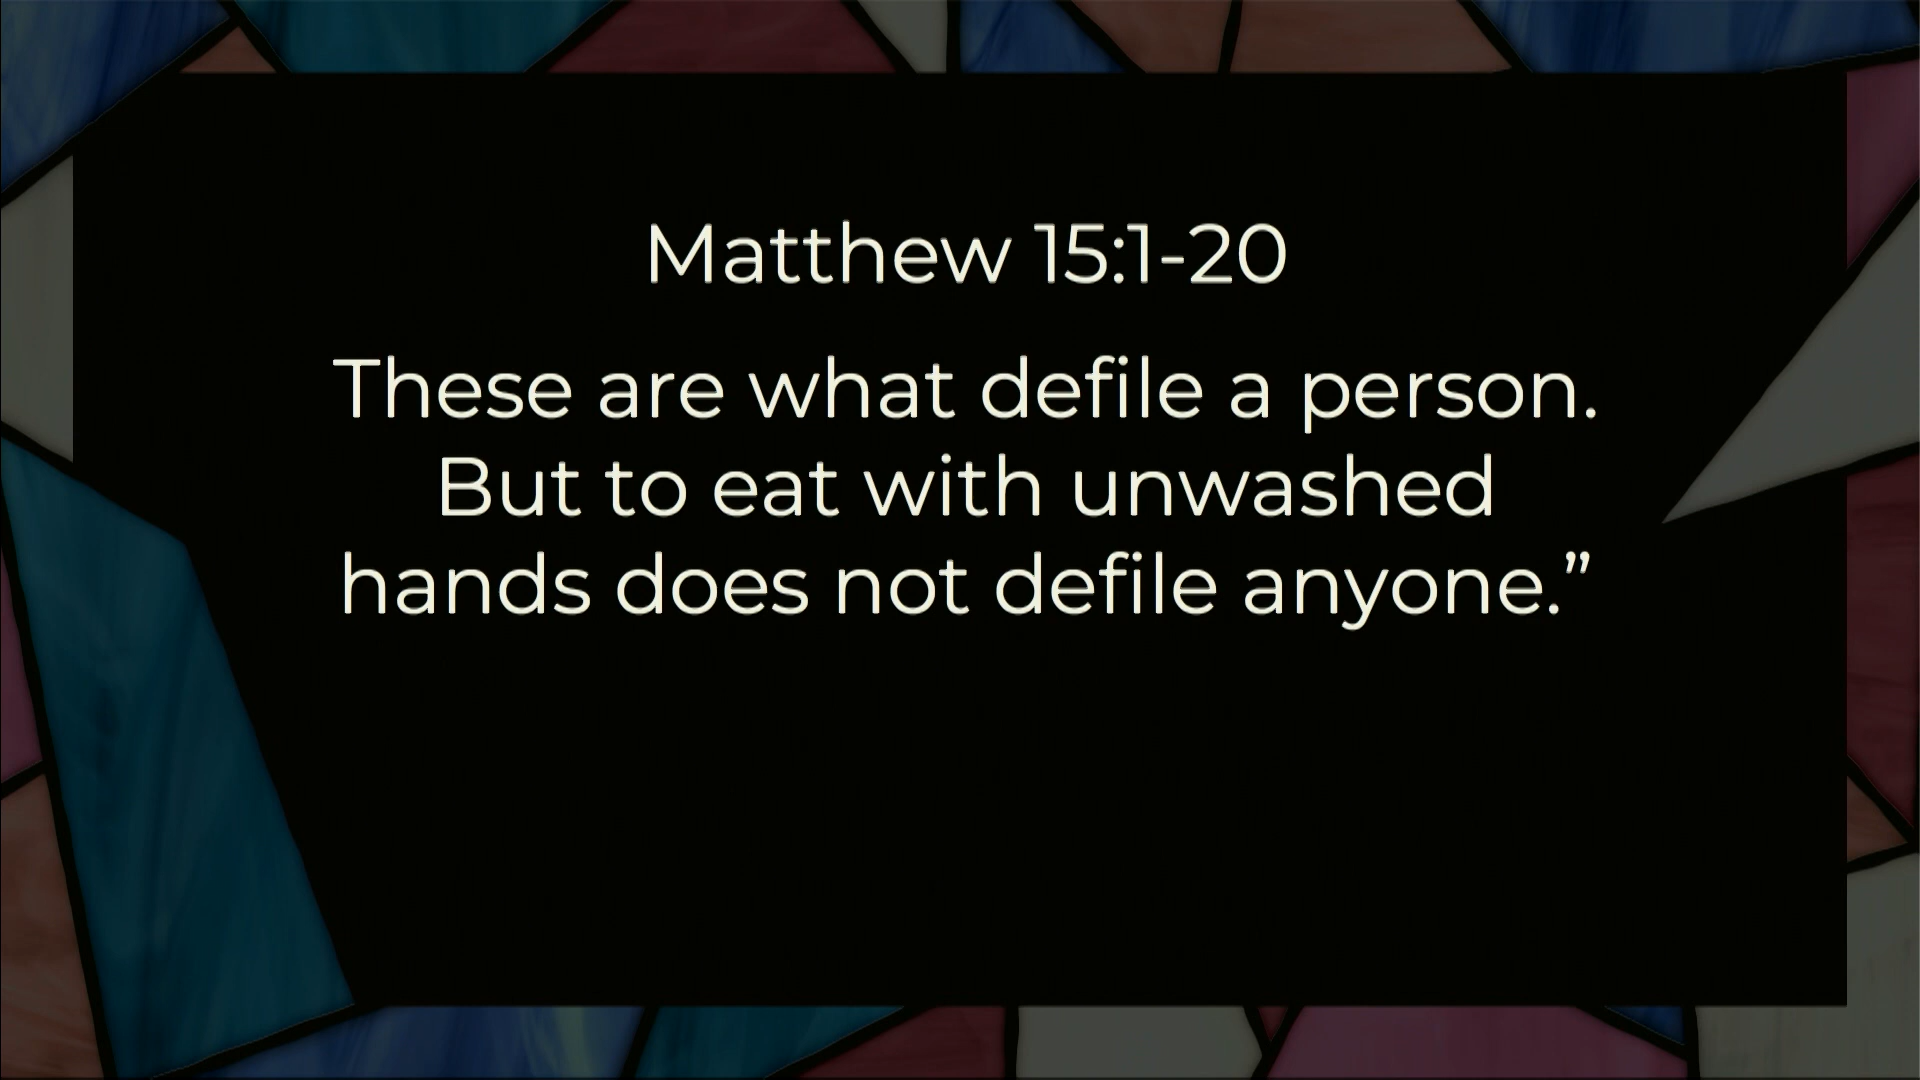 Matthew 15:1-20
These are what defile a person.
But to eat with unwashed
hands does not defile anyone.”